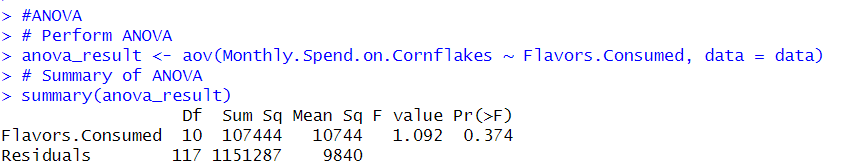 > #ANOVA
> # Perform ANOVA
> anova_result <- aov(Monthly.Spend.on.Cornflakes ~ Flavors.Consumed, data = data)
> # Summary of ANOVA
> summary(anova_result)
Df Sum Sq Mean Sq F value Pr(>F)
Flavors.Consumed 10 107444 10744 1.092 0.374
Residuals 117 1151287 9840